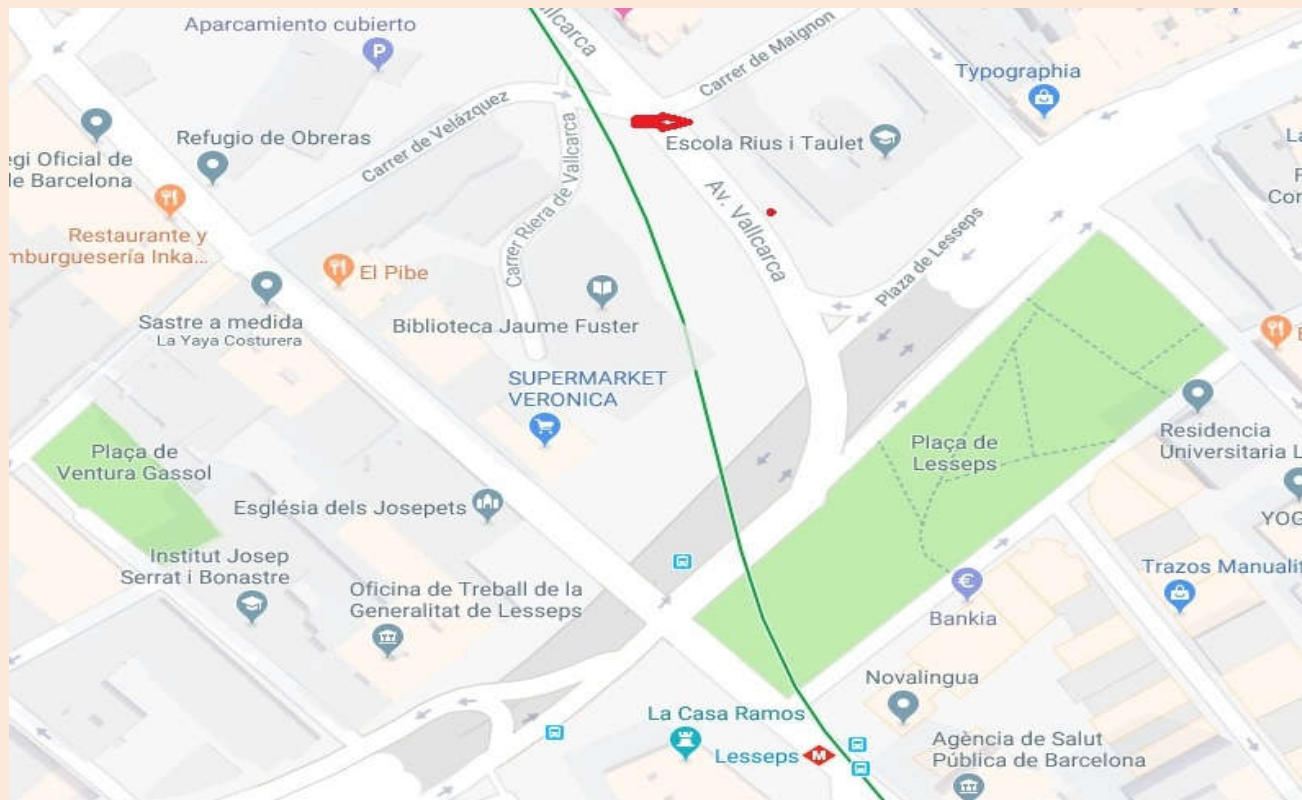 Aparcamiento cubierto
P
Vallcarca
Carrer de Maignon
Typographia
Carrer de Velázquez
Carrer Riera de Vallcarca
Refugio de Obreras
Escola Rius i Taulet
egi Oficial de
de Barcelona
Av. Vallcarca
Plaza de Lesseps
Restaurante y
mburguesería Inka...
El Pibe
Biblioteca Jaume Fuster
Sastre a medida
La Yaya Costurera
SUPERMARKET
VERONICA
Plaça de
Ventura Gassol
Plaça de
Lesseps
Residencia
Universitaria L
Església dels Josepets
YOG
Institut Josep
Serrat i Bonastre
Oficina de Treball de la
Generalitat de Lesseps
€
Bankia
Trazos Manualit
Novalingua
La Casa Ramos
Lesseps M
Agència de Salut
Pública de Barcelona